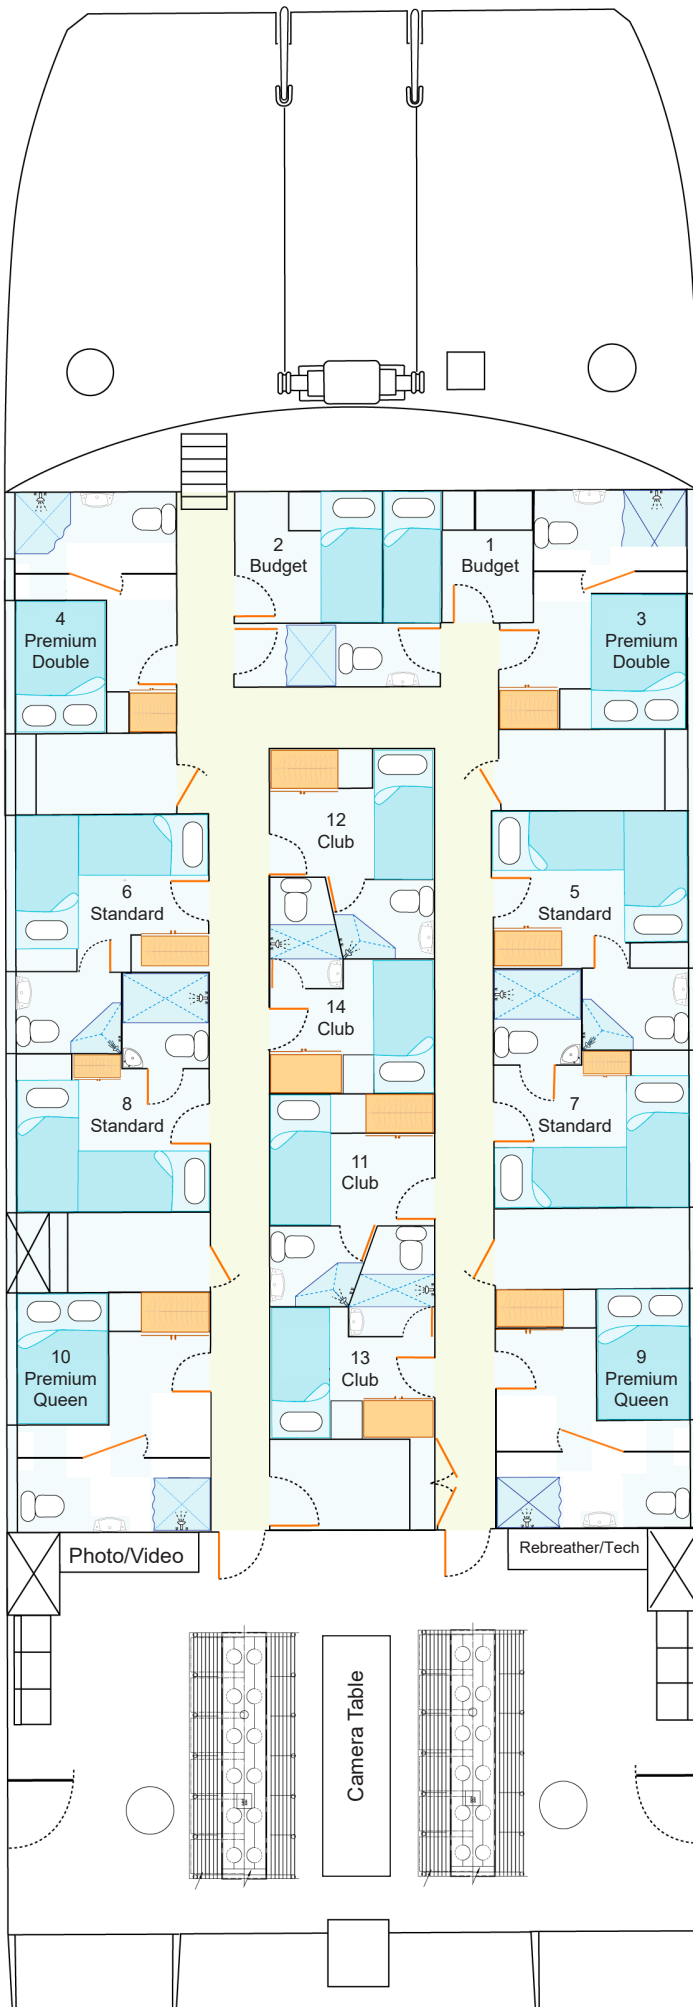 2
Budget
1
Budget
4
Premium
Double
3
Premium
Double
12
Club
6
Standard
5
Standard
14
Club
8
Standard
7
Standard
11
Club
10
Premium
Queen
13
Club
9
Premium
Queen
Photo/Video
Rebreather/Tech
Camera Table